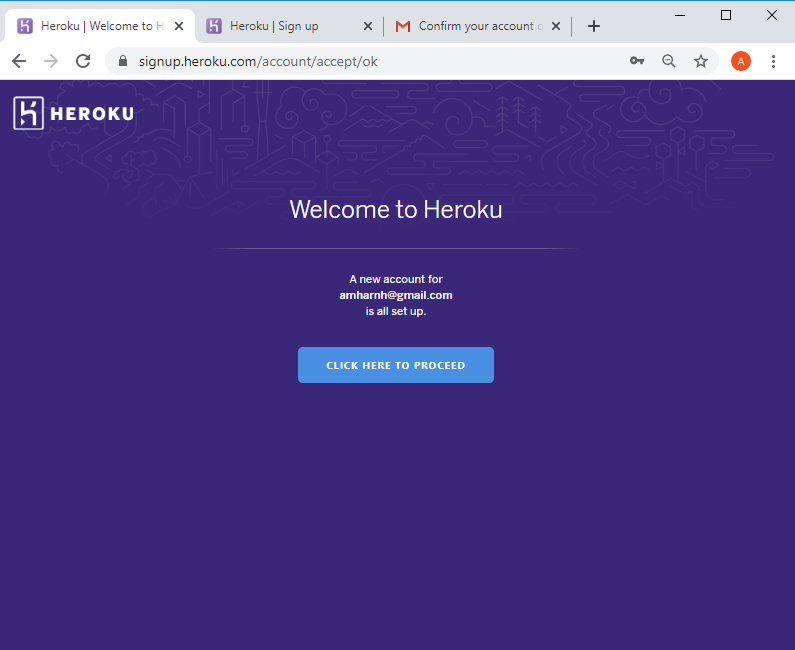 Heroku | Welcome to H
Heroku | Sign up
Confirm your account o
signup.heroku.com/account/accept/ok
A
HEROKU
Welcome to Heroku
A new account for
amharnh@gmail.com
is all set up.
CLICK HERE TO PROCEED